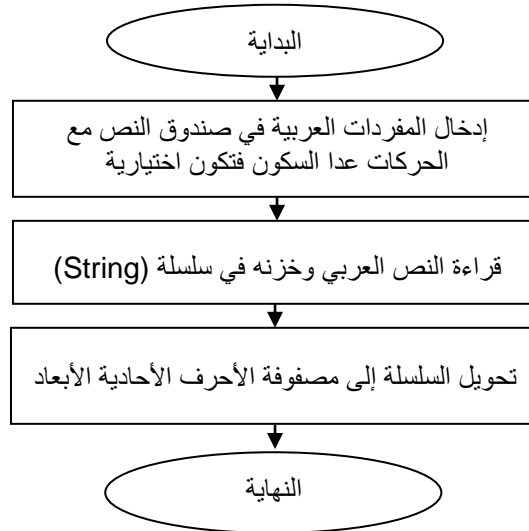 البداية
إدخال المفردات العربية في صندوق النص مع
الحركات عدا السكون فتكون اختيارية
قراءة النص العربي وخزنه في سلسلة (String)
تحويل السلسلة إلى مصفوفة الأحرف الأحادية الأبعاد
النهاية